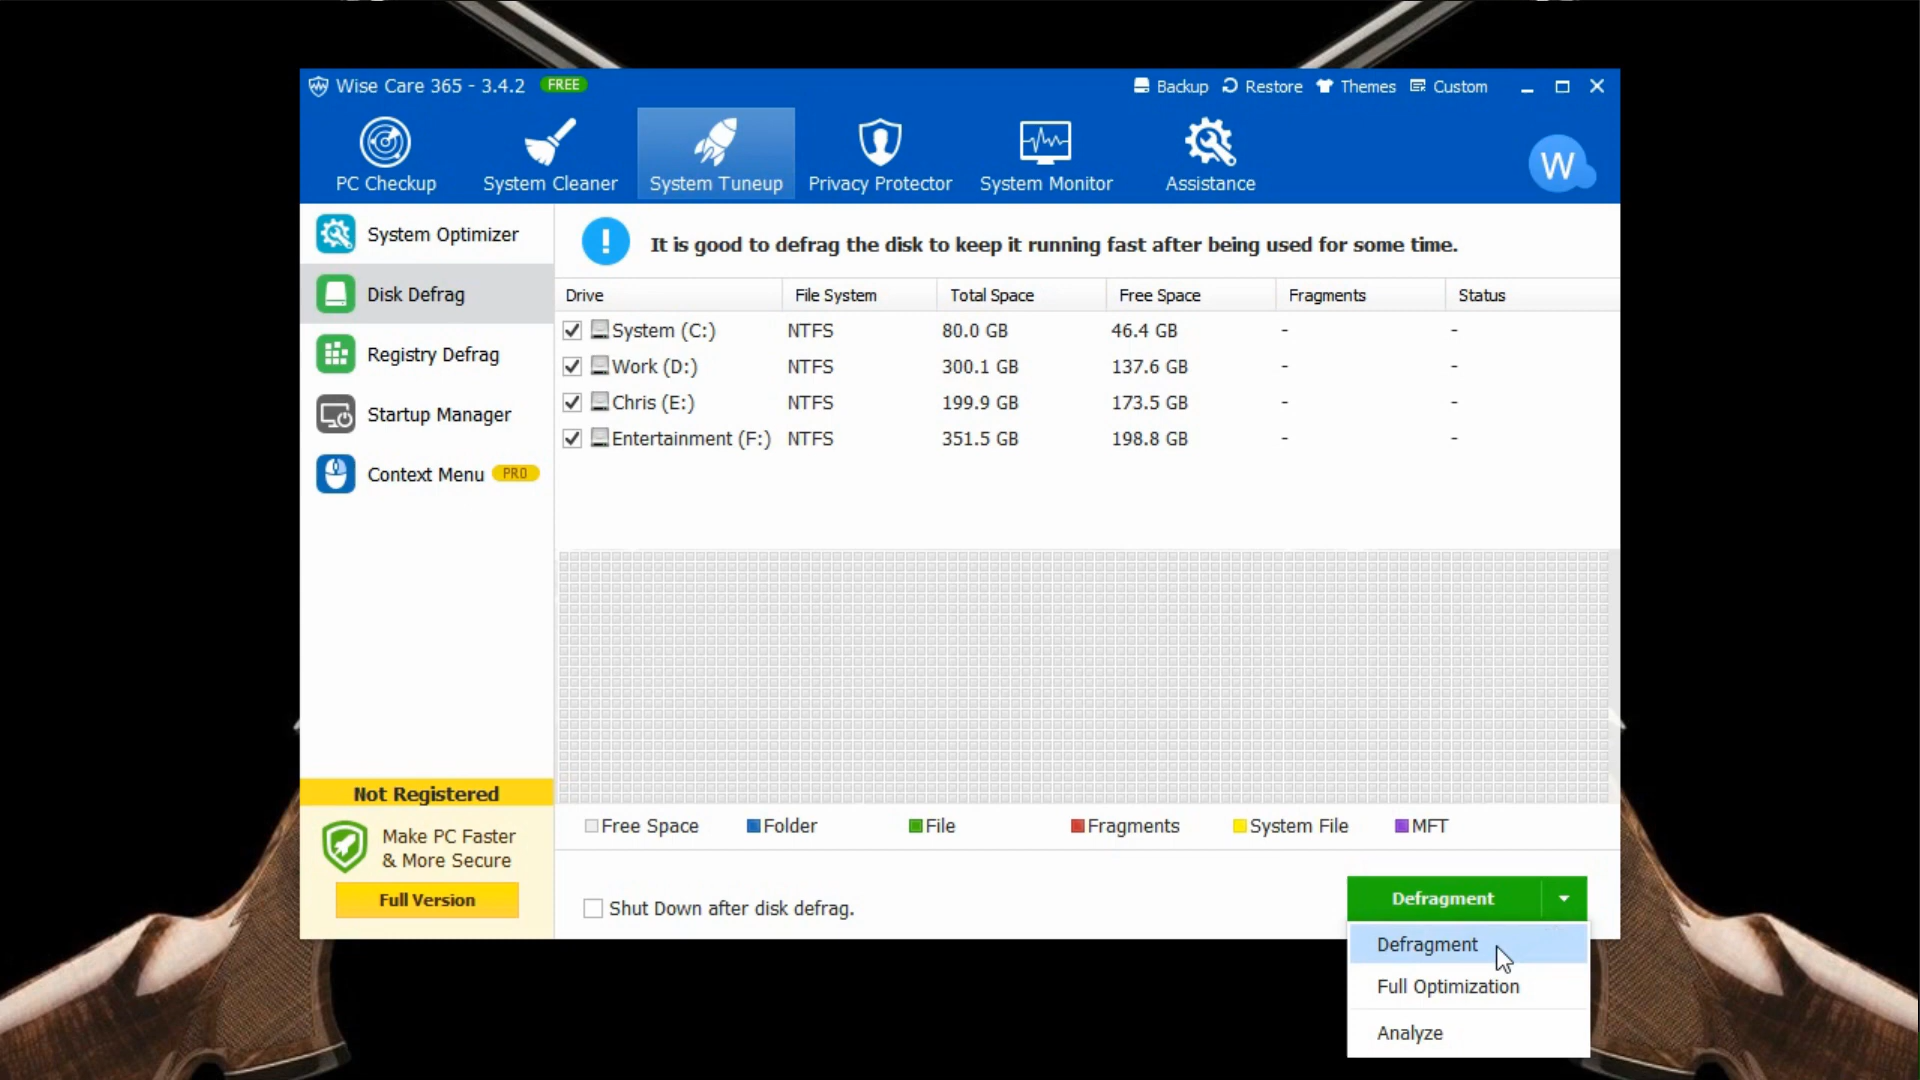 Wise Care 365 - 3.4.2 FREE
Backup Restore Themes Custom
PC Checkup System Cleaner System Tuneup Privacy Protector System Monitor Assistance
W
System Optimizer
Disk Defrag
Registry Defrag
Startup Manager
Context Menu PRO
! It is good to defrag the disk to keep it running fast after being used for some time.
Drive File System Total Space Free Space Fragments Status
System (C:) NTFS 80.0 GB 46.4 GB - -
Work (D:) NTFS 300.1 GB 137.6 GB - -
Chris (E:) NTFS 199.9 GB 173.5 GB - -
Entertainment (F:) NTFS 351.5 GB 198.8 GB - -
Free Space Folder File Fragments System File MFT
Not Registered
Make PC Faster
& More Secure
Full Version
Shut Down after disk defrag.
Defragment
Defragment
Full Optimization
Analyze